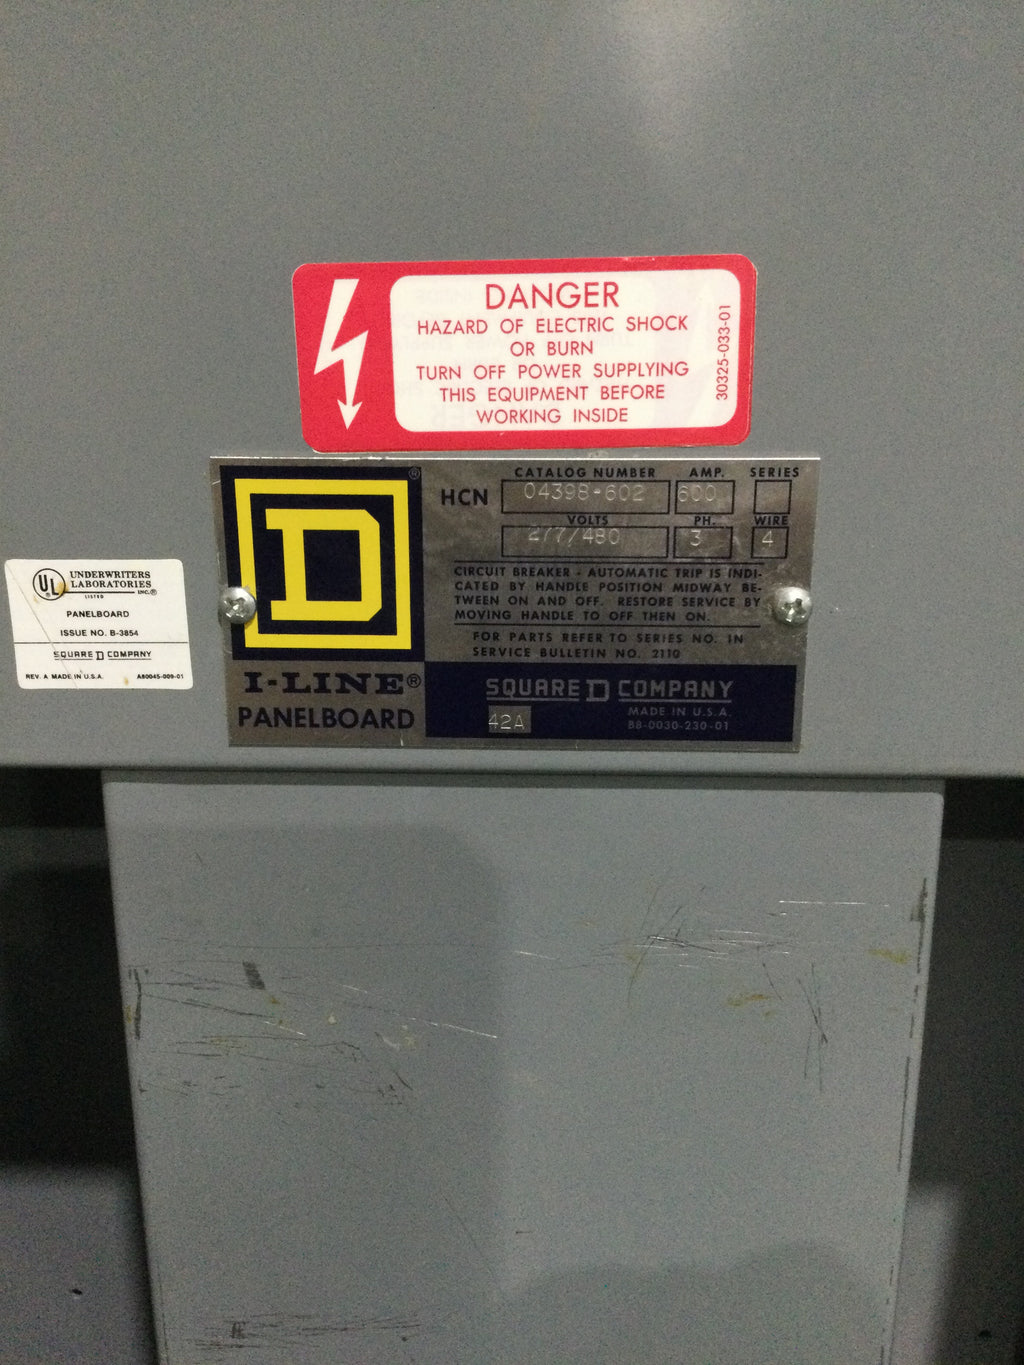 DANGER
HAZARD OF ELECTRIC SHOCK
OR BURN
TURN OFF POWER SUPPLYING
THIS EQUIPMENT BEFORE
WORKING INSIDE
30325-033-01
D ®
I-LINE®
PANELBOARD
CATALOG NUMBER AMP. SERIES
HCN 04398-602 600
VOLTS PH. WIRE
277/480 3 4
CIRCUIT BREAKER - AUTOMATIC TRIP IS INDI-
CATED BY HANDLE POSITION MIDWAY BE-
TWEEN ON AND OFF. RESTORE SERVICE BY
MOVING HANDLE TO OFF THEN ON.
FOR PARTS REFER TO SERIES NO. IN
SERVICE BULLETIN NO. 2110
SQUARE D COMPANY
42A
MADE IN U.S.A.
B8-0030-230-01
UL ® UNDERWRITERS
LABORATORIES
INC.®
LISTED
PANELBOARD
ISSUE NO. B-3854
SQUARE D COMPANY
REV. A MADE IN U.S.A. A80045-009-01